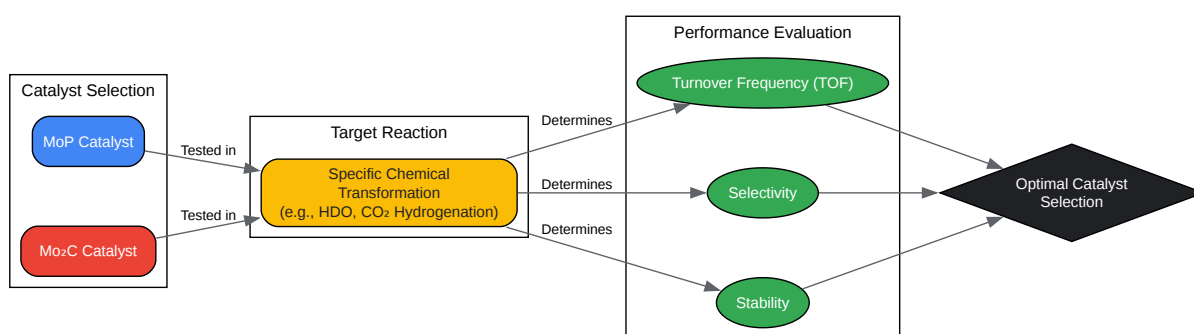 Catalyst Selection
MoP Catalyst
Mo₂C Catalyst
Tested in
Tested in
Target Reaction
Specific Chemical
Transformation
(e.g., HDO, CO₂ Hydrogenation)
Determines
Determines
Determines
Performance Evaluation
Turnover Frequency (TOF)
Selectivity
Stability
Optimal Catalyst
Selection